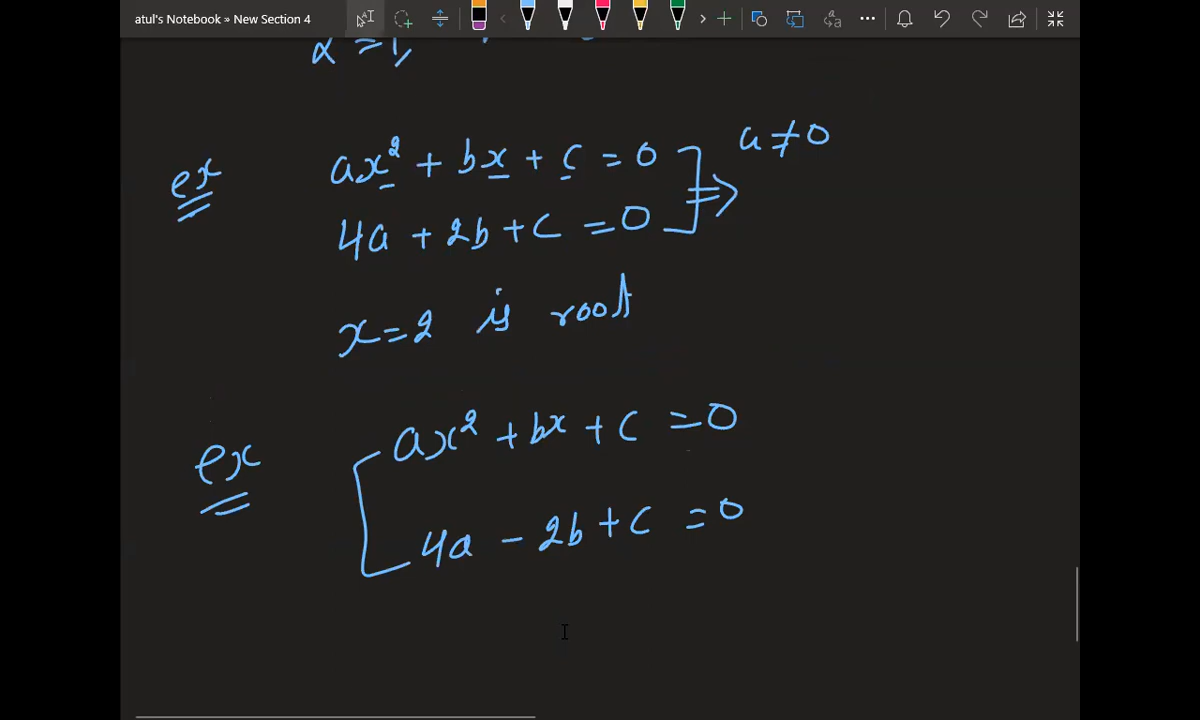 atul's Notebook » New Section 4
α = 1,
ex ax² + bx + c = 0 a ≠ 0
4a + 2b + c = 0 ⇒
x = 2 is root
ex ax² + bx + c = 0
4a - 2b + c = 0